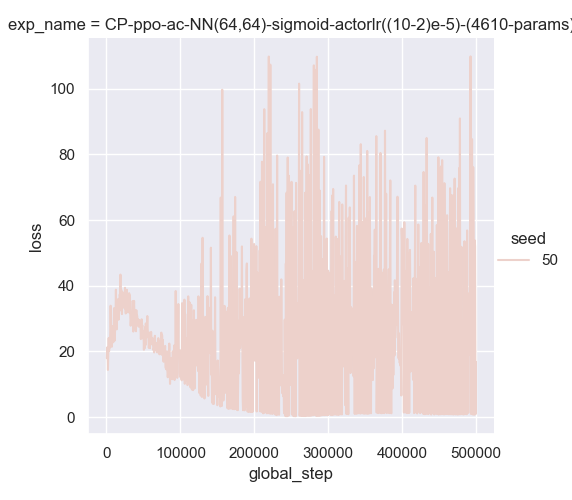 exp_name = CP-ppo-ac-NN(64,64)-sigmoid-actorlr((10-2)e-5)-(4610-params)
100
80
60
40
20
0
loss
seed
50
0 100000 200000 300000 400000 500000
global_step